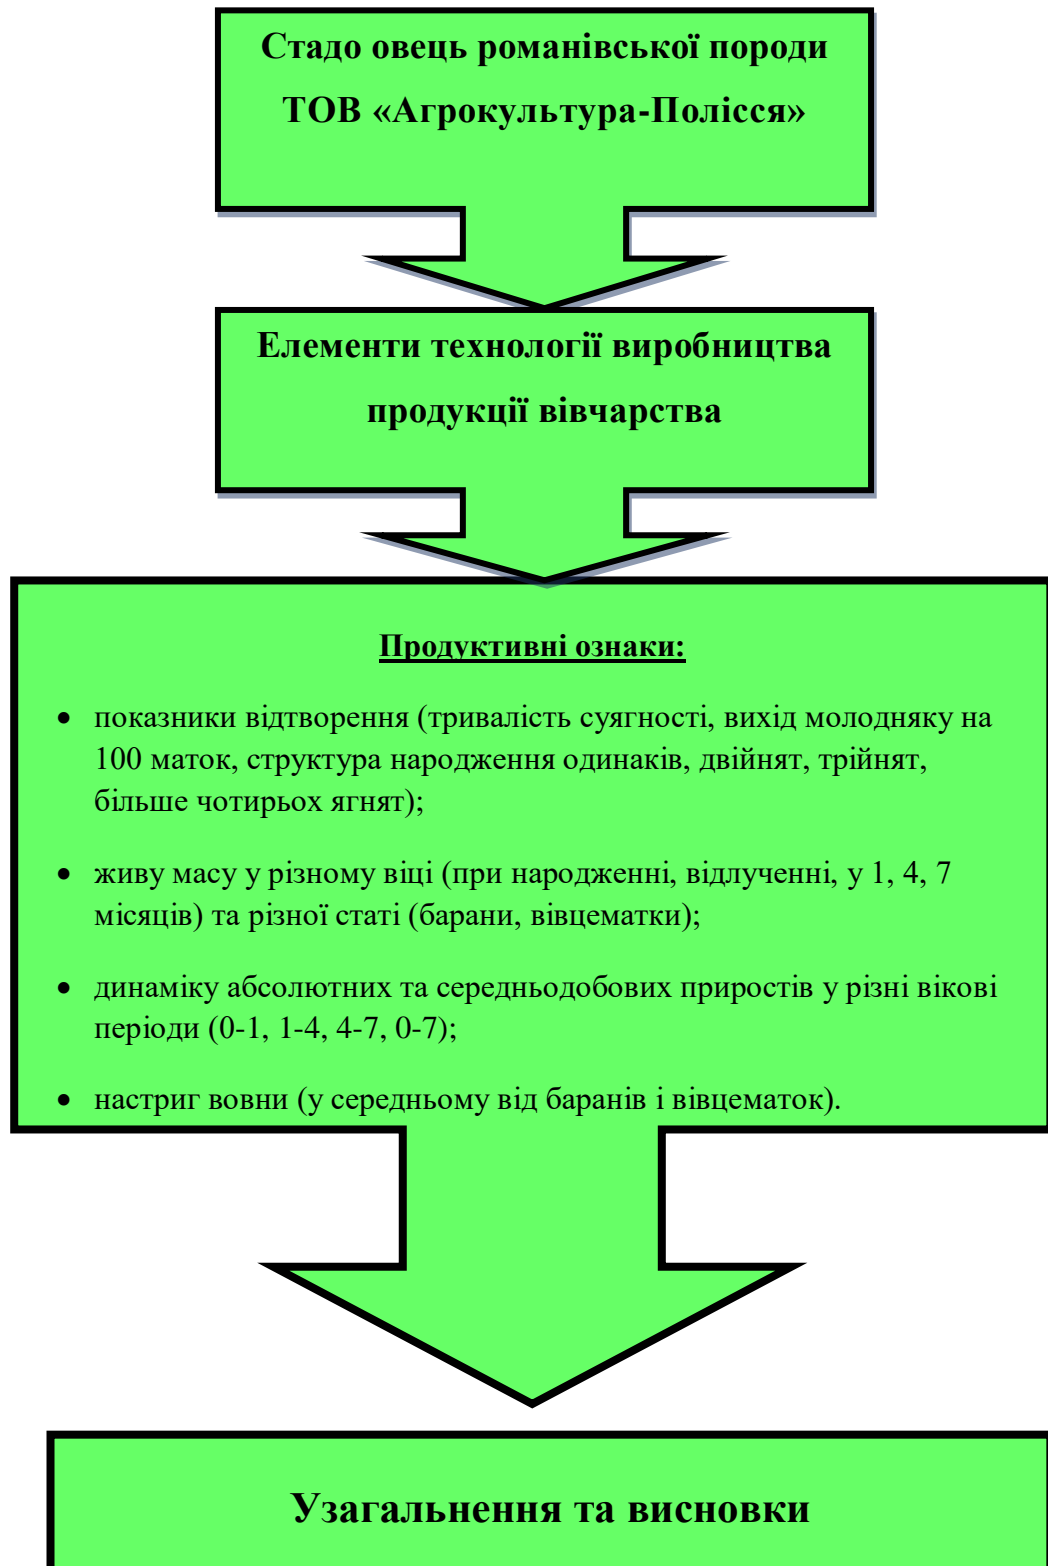 Стадо овець романівської породи
ТОВ «Агрокультура-Полісся»
Елементи технології виробництва
продукції вівчарства
Продуктивні ознаки:
• показники відтворення (тривалість суягності, вихід молодняку на
100 маток, структура народження одинаків, двійнят, трійнят,
більше чотирьох ягнят);
• живу масу у різному віці (при народженні, відлученні, у 1, 4, 7
місяців) та різної статі (барани, вівцематки);
• динаміку абсолютних та середньодобових приростів у різні вікові
періоди (0-1, 1-4, 4-7, 0-7);
• настриг вовни (у середньому від баранів і вівцематок).
Узагальнення та висновки